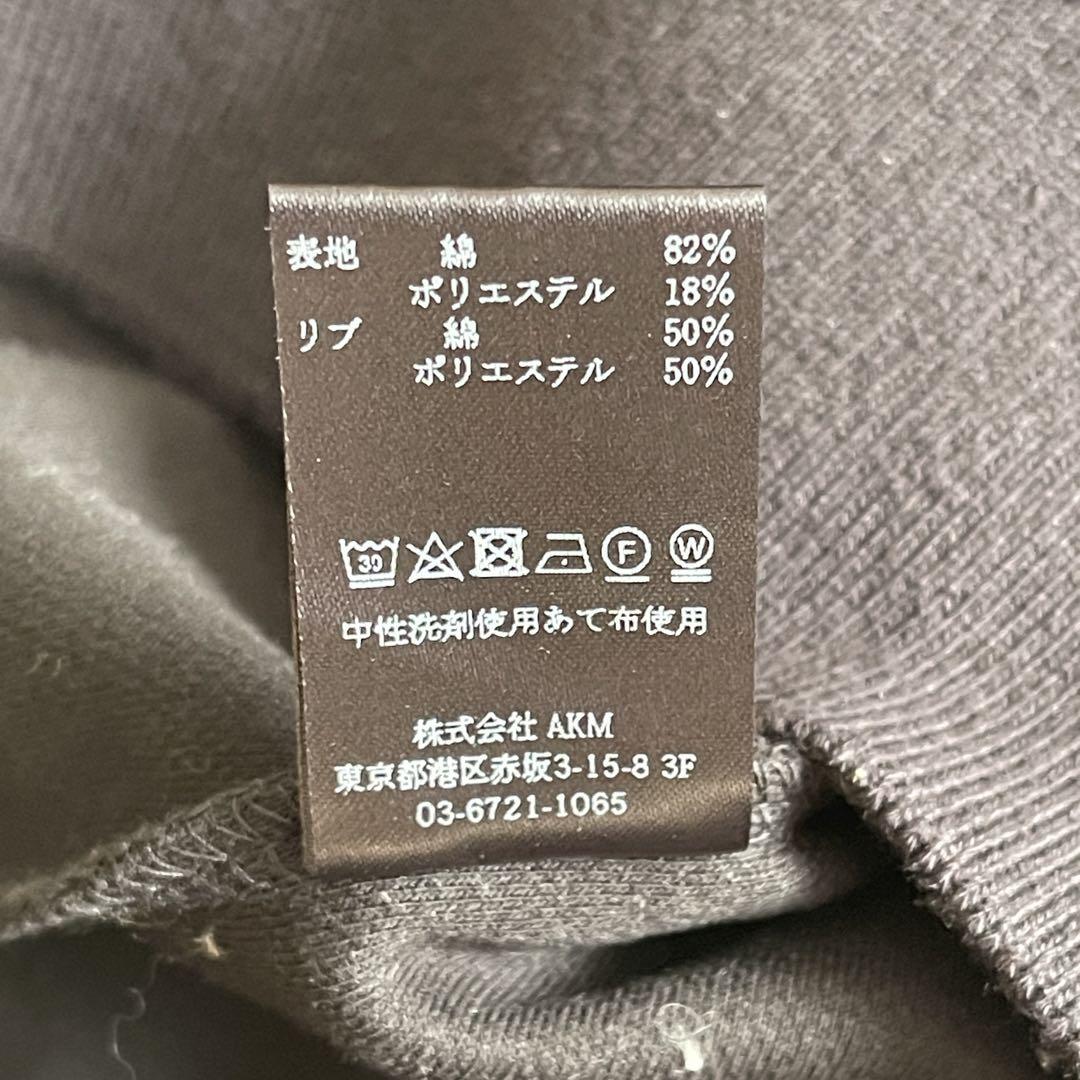 表地 綿 82%
ポリエステル 18%
リブ 綿 50%
ポリエステル 50%
30 F W
中性洗剤使用あて布使用
株式会社 AKM
東京都港区赤坂3-15-8 3F
03-6721-1065